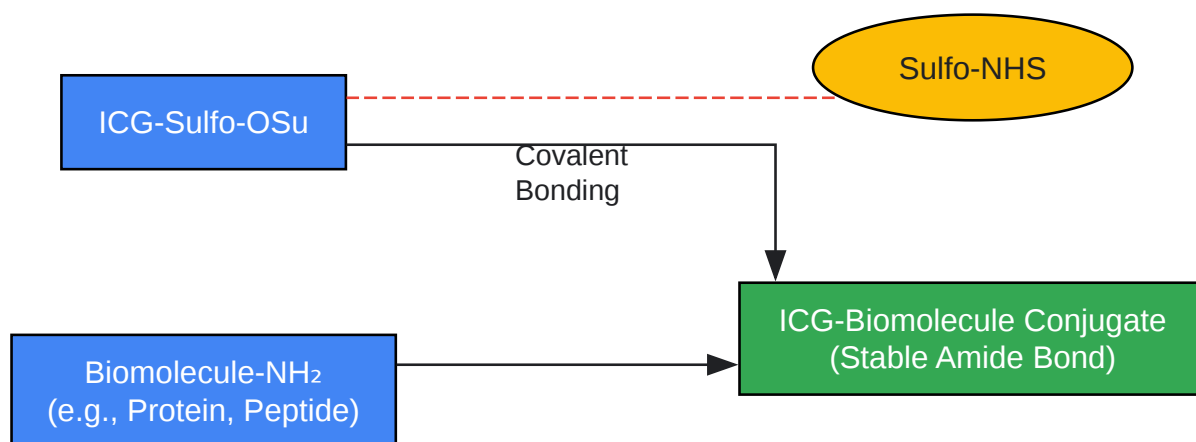 Sulfo-NHS
ICG-Sulfo-OSu
Covalent
Bonding
ICG-Biomolecule Conjugate
(Stable Amide Bond)
Biomolecule-NH₂
(e.g., Protein, Peptide)